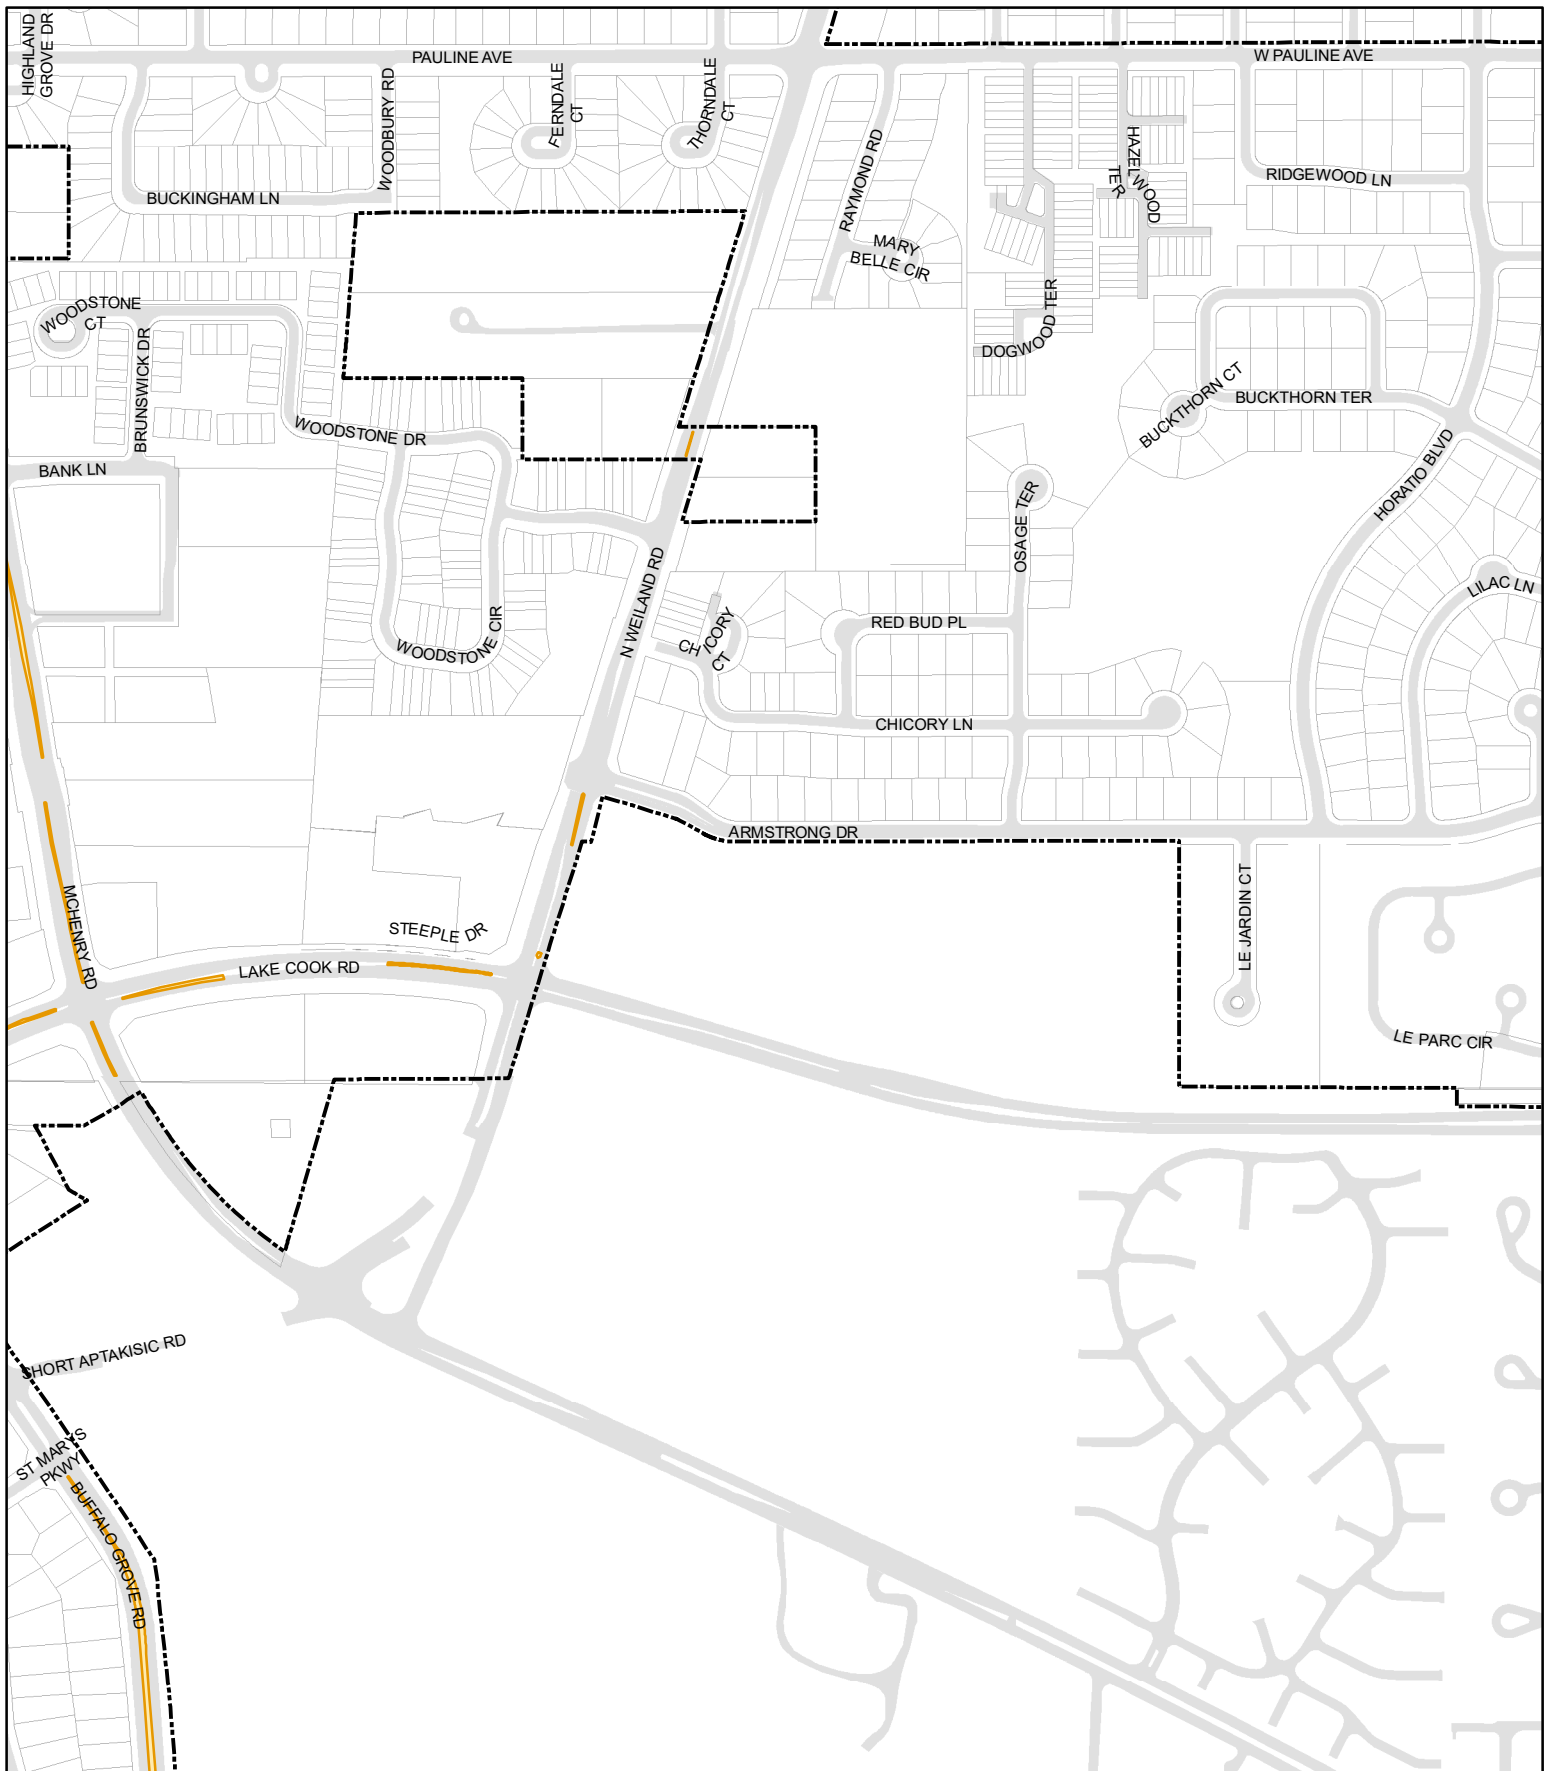 HIGHLAND
GROVE DR
PAULINE AVE
W PAULINE AVE
WOODBURY RD
FERNDALE
CT
THORNDALE
CT
RAYMOND RD
HAZELWOOD
TER
RIDGEWOOD LN
BUCKINGHAM LN
MARY
BELLE CIR
WOODSTONE
CT
BRUNSWICK DR
DOGWOOD TER
BUCKTHORN CT
BUCKTHORN TER
WOODSTONE DR
BANK LN
HORATIO BLVD
OSAGE TER
LILAC LN
N WEILAND RD
WOODSTONE CIR
CHICORY
CT
RED BUD PL
CHICORY LN
ARMSTRONG DR
MCHENRY RD
STEEPLE DR
LAKE COOK RD
LE JARDIN CT
LE PARC CIR
SHORT APTAKISIC RD
ST MARYS
PKWY
BUFFALO GROVE RD